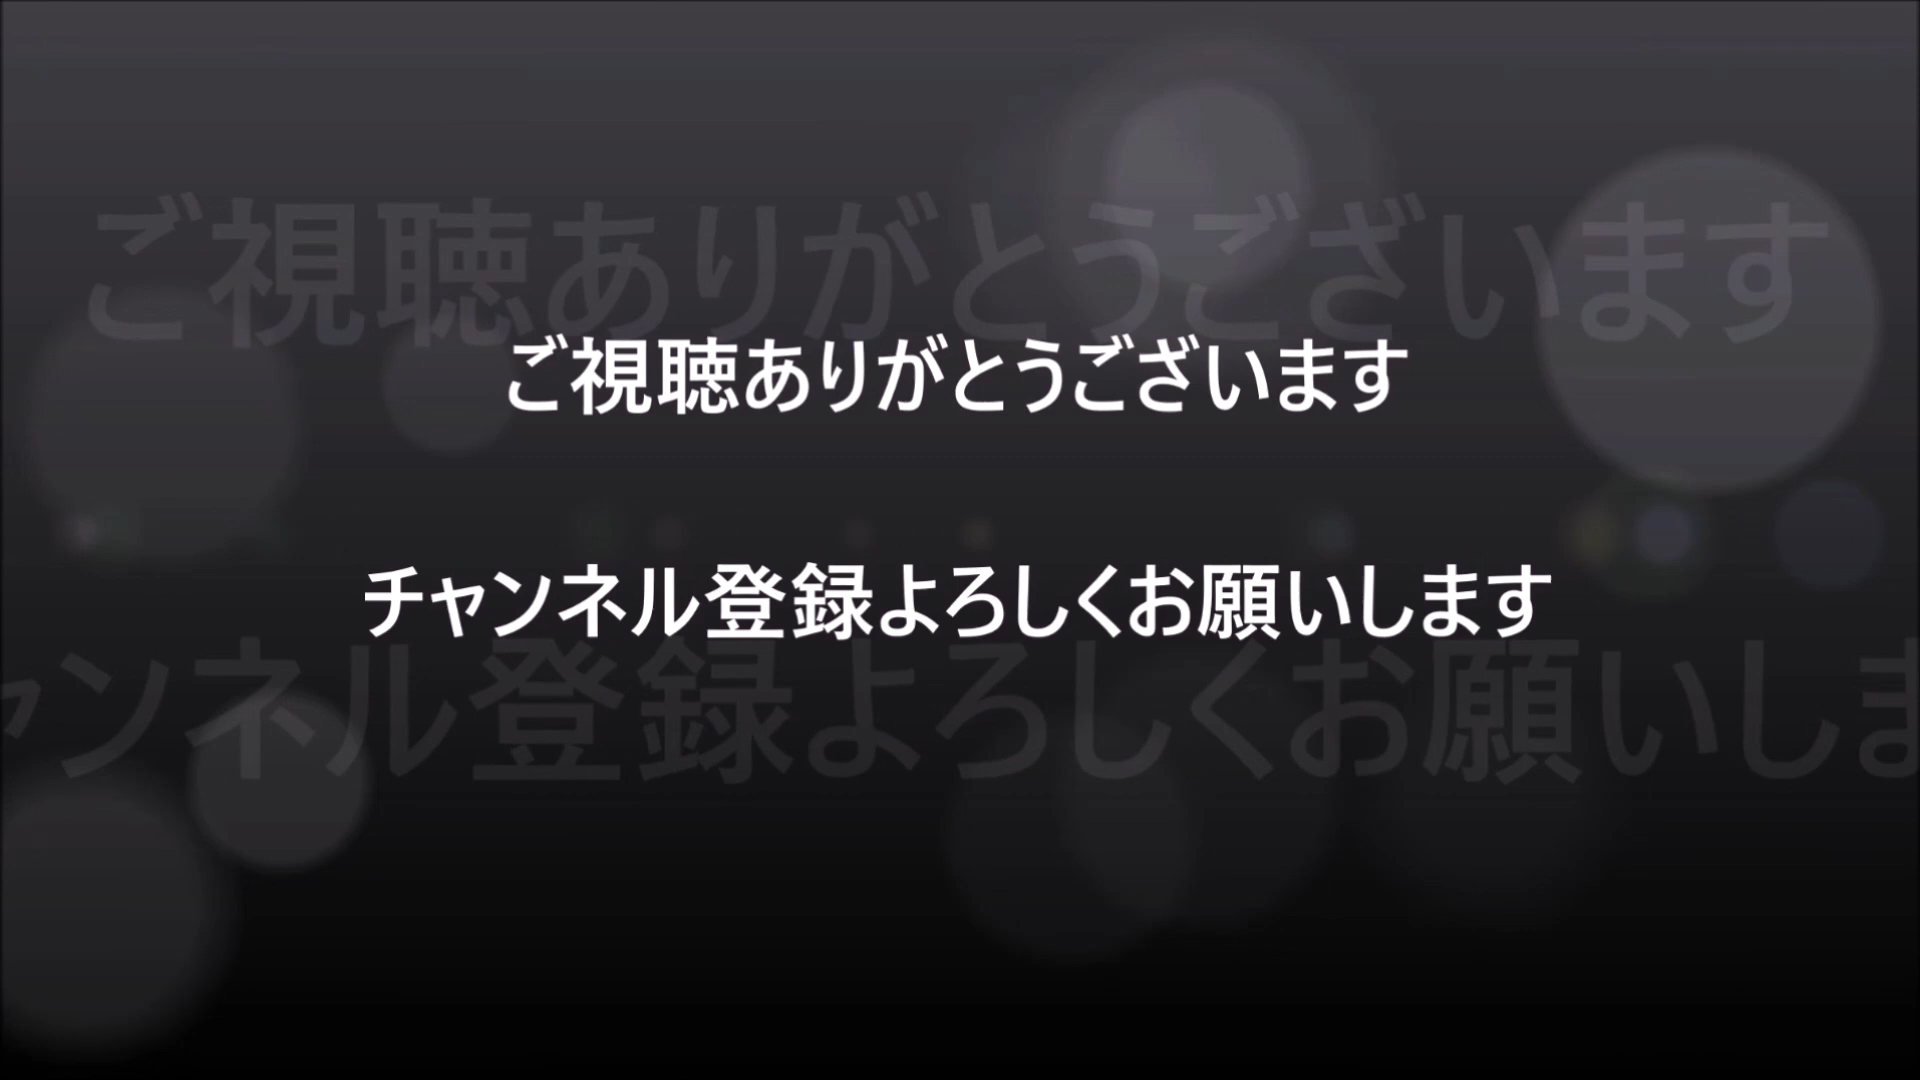 ご視聴ありがとうございます
ご視聴ありがとうございます
チャンネル登録よろしくお願いします
ャンネル登録よろしくお願いしま